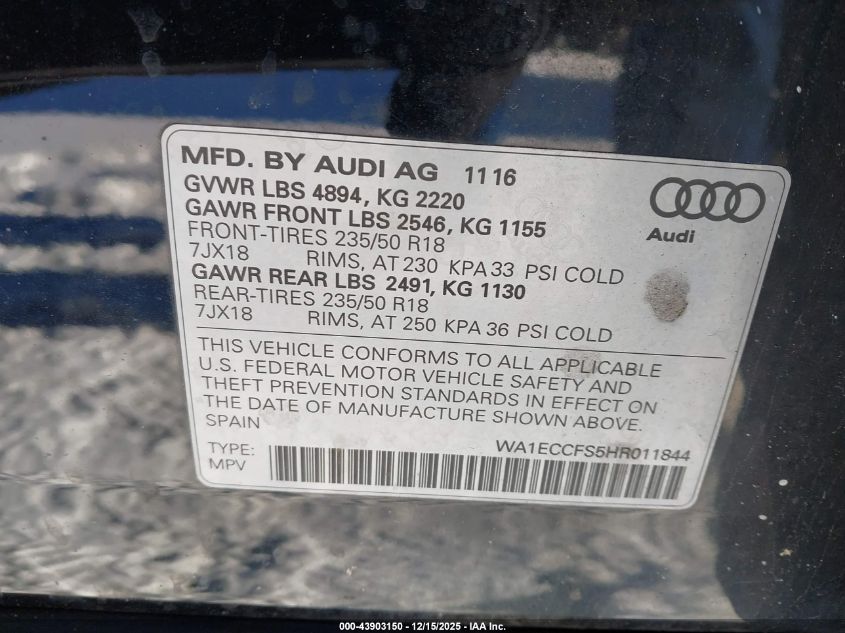 MFD. BY AUDI AG 11 16
GVWR LBS 4894, KG 2220
GAWR FRONT LBS 2546, KG 1155
FRONT-TIRES 235/50 R18
7JX18 RIMS, AT 230 KPA 33 PSI COLD
GAWR REAR LBS 2491, KG 1130
REAR-TIRES 235/50 R18
7JX18 RIMS, AT 250 KPA 36 PSI COLD
Audi
THIS VEHICLE CONFORMS TO ALL APPLICABLE
U.S. FEDERAL MOTOR VEHICLE SAFETY AND
THEFT PREVENTION STANDARDS IN EFFECT ON
THE DATE OF MANUFACTURE SHOWN ABOVE.
SPAIN
WA1ECCFS5HR011844
TYPE:
MPV
000-43903150 - 12/15/2025 - IAA Inc.